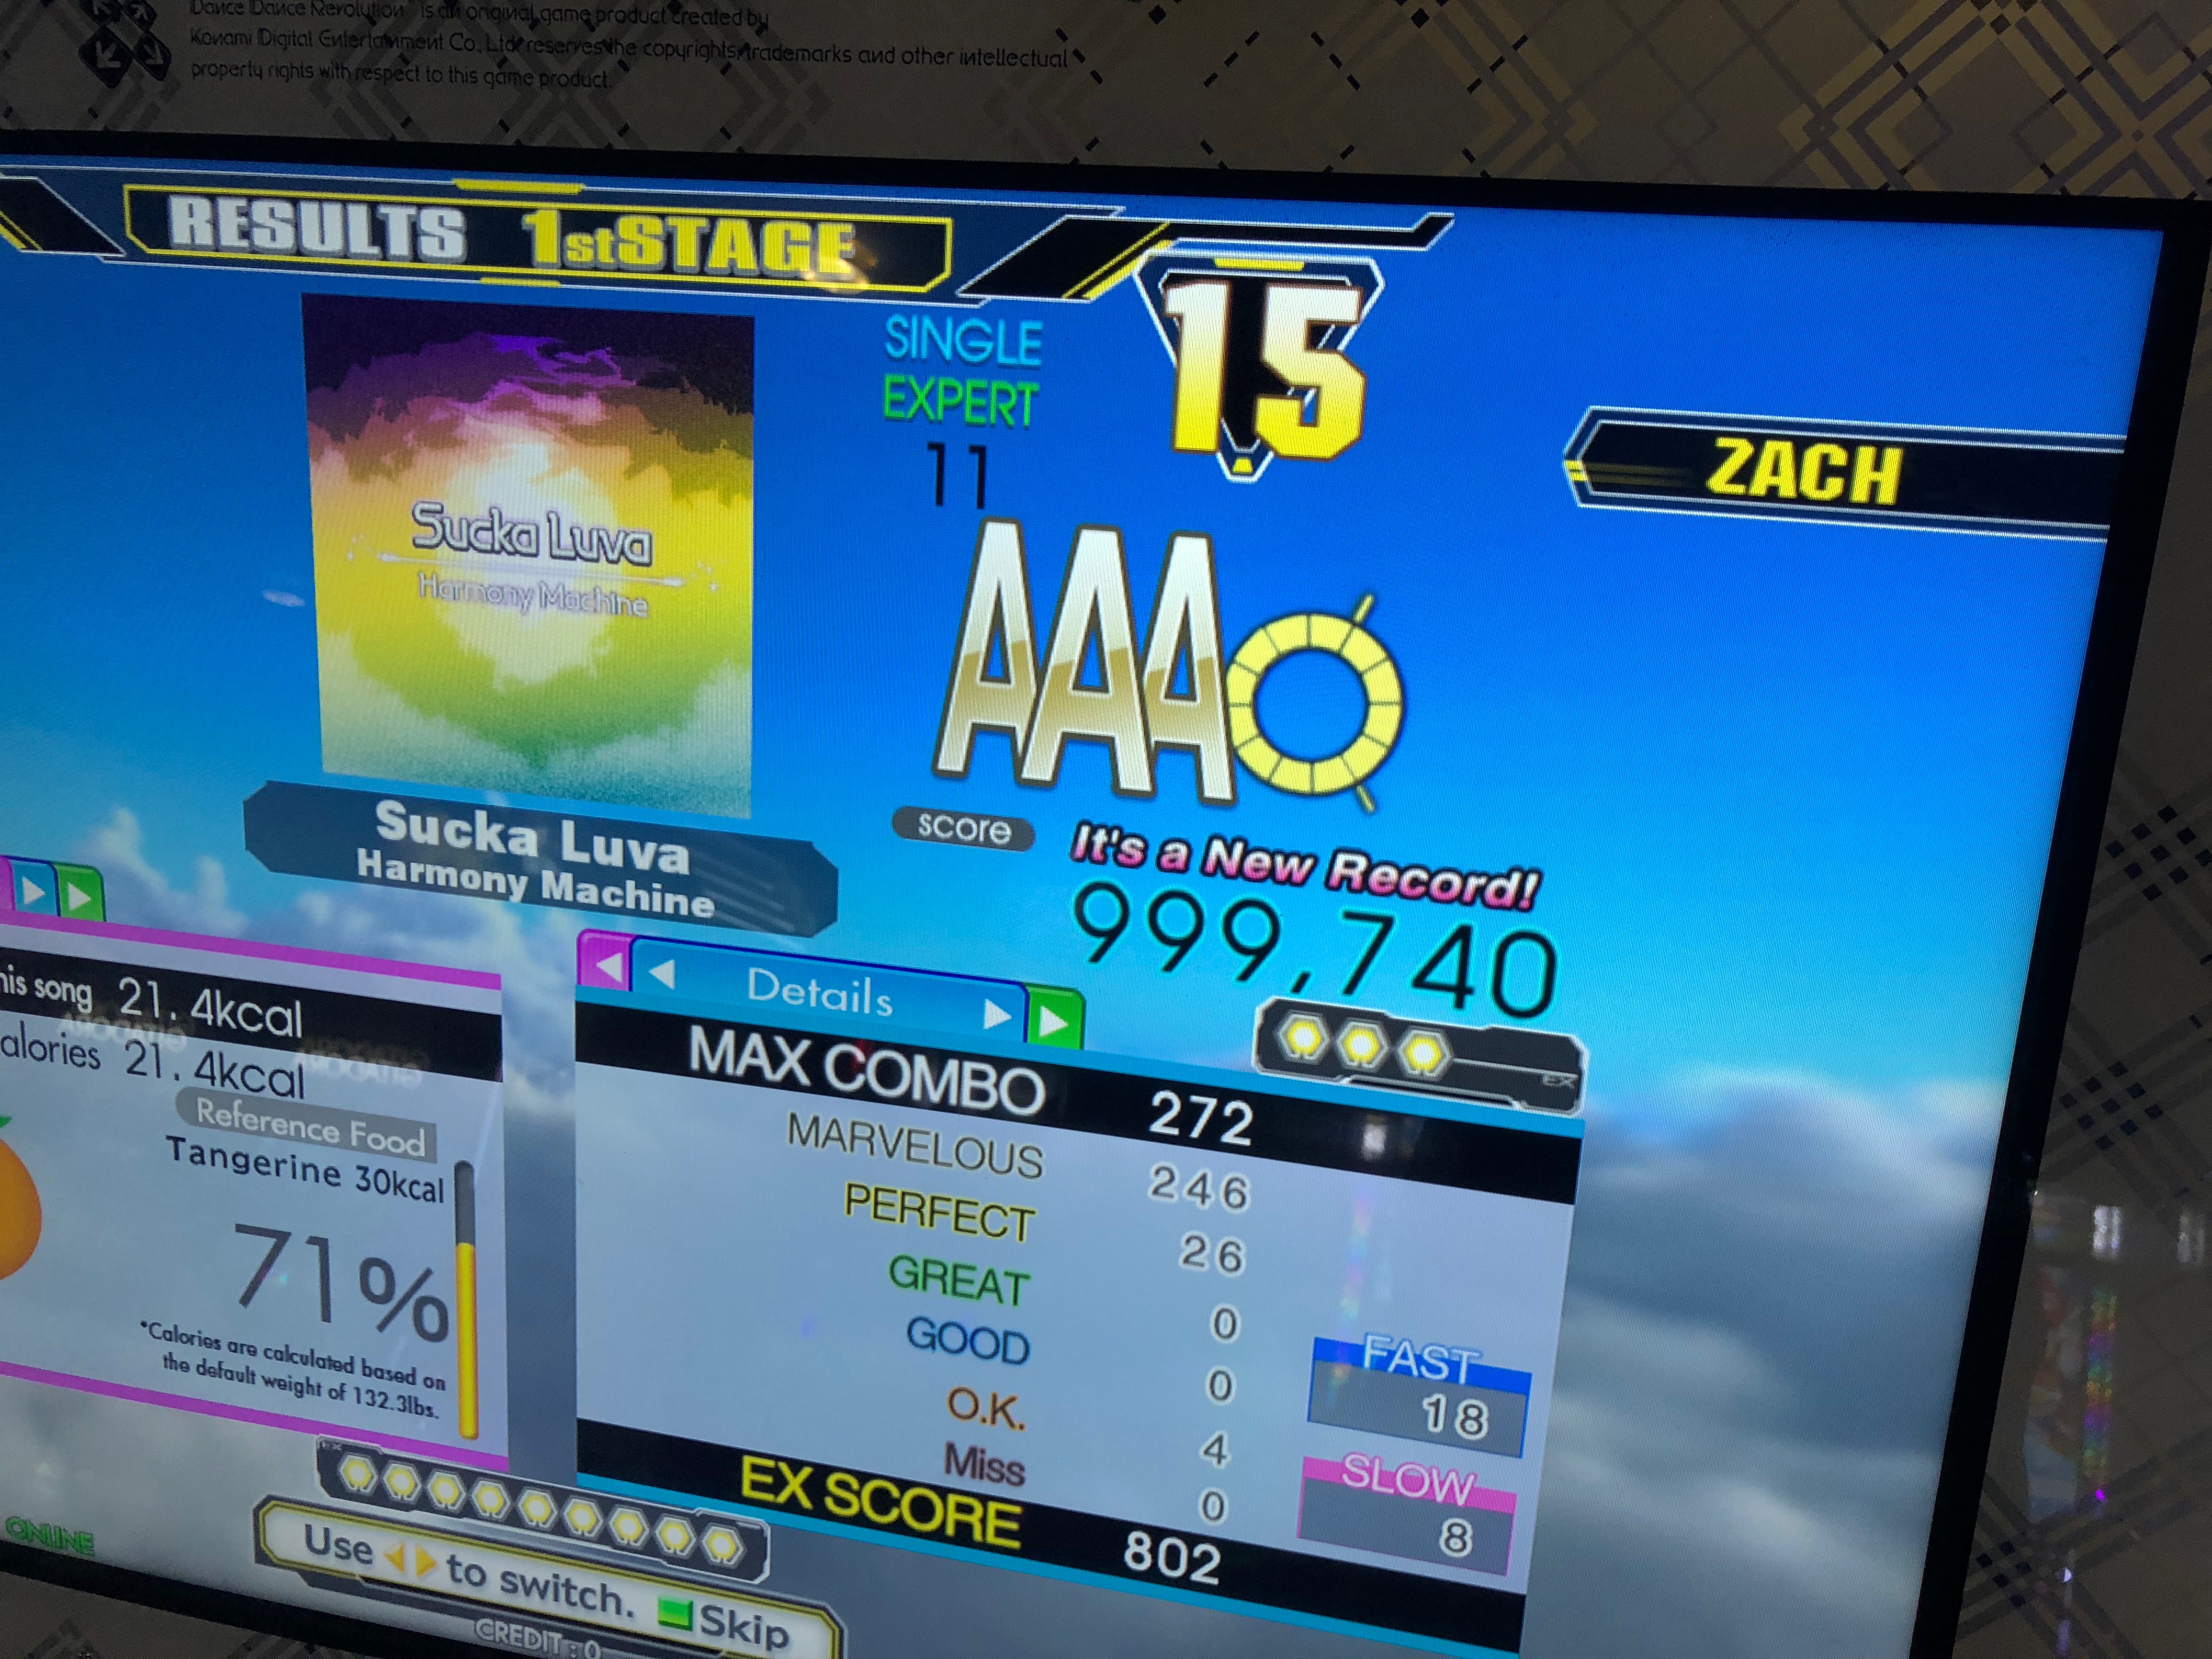 Dance Dance Revolution is an original game product created by
Konami Digital Entertainment Co., Ltd. reserves the copyrights, trademarks and other intellectual
property rights with respect to this game product.
RESULTS 1stSTAGE
15
SINGLE
EXPERT
11
ZACH
Sucka Luva
Harmony Machine
AAA
Sucka Luva
Harmony Machine
score
It's a New Record!
999,740
his song 21.4kcal
alories 21.4kcal
Reference Food
Tangerine 30kcal
71%
*Calories are calculated based on
the default weight of 132.3lbs.
Details
EX
MAX COMBO 272
MARVELOUS 246
PERFECT 26
GREAT 0
GOOD 0
O.K. 4
Miss 0
EX SCORE 802
FAST
18
SLOW
8
EX
Use to switch. Skip
ONLINE
CREDIT : 0